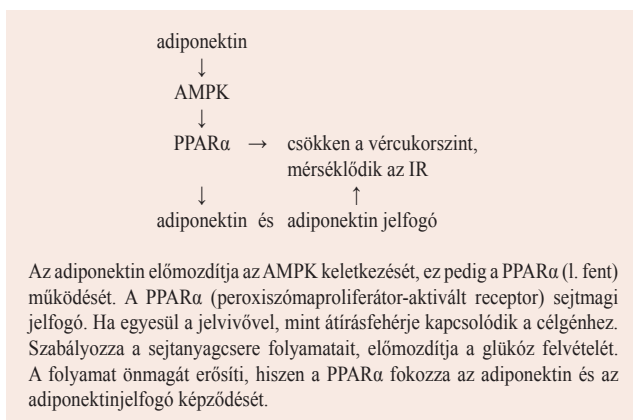 adiponektin
↓
AMPK
↓
PPARα → csökken a vércukorszint,
mérséklődik az IR
↓ ↑
adiponektin és adiponektin jelfogó
Az adiponektin előmozdítja az AMPK keletkezését, ez pedig a PPARα (l. fent)
működését. A PPARα (peroxiszómaproliferátor-aktivált receptor) sejtmagi
jelfogó. Ha egyesül a jelvivővel, mint átírásfehérje kapcsolódik a célgénhez.
Szabályozza a sejtanyagcsere folyamatait, előmozdítja a glükóz felvételét.
A folyamat önmagát erősíti, hiszen a PPARα fokozza az adiponektin és az
adiponektinjelfogó képződését.